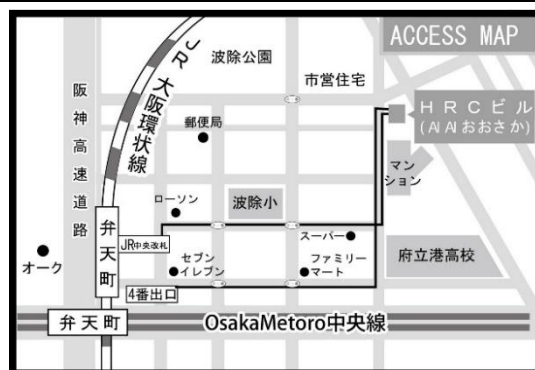 ACCESS MAP
波除公園
市営住宅
JR大阪環状線
阪神高速道路
HRCビル
(AIAIおおさか)
郵便局
マン
ション
ローソン
波除小
弁天町
JR中央改札
スーパー
オーク
セブン
イレブン
ファミリー
マート
府立港高校
4番出口
弁天町
OsakaMetoro中央線